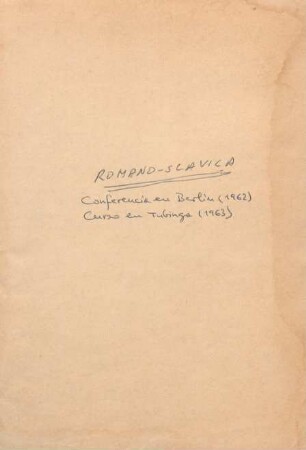 ROMANO-SLAVICA
Conferencia en Berlin (1962)
Curso en Tubinga (1963)